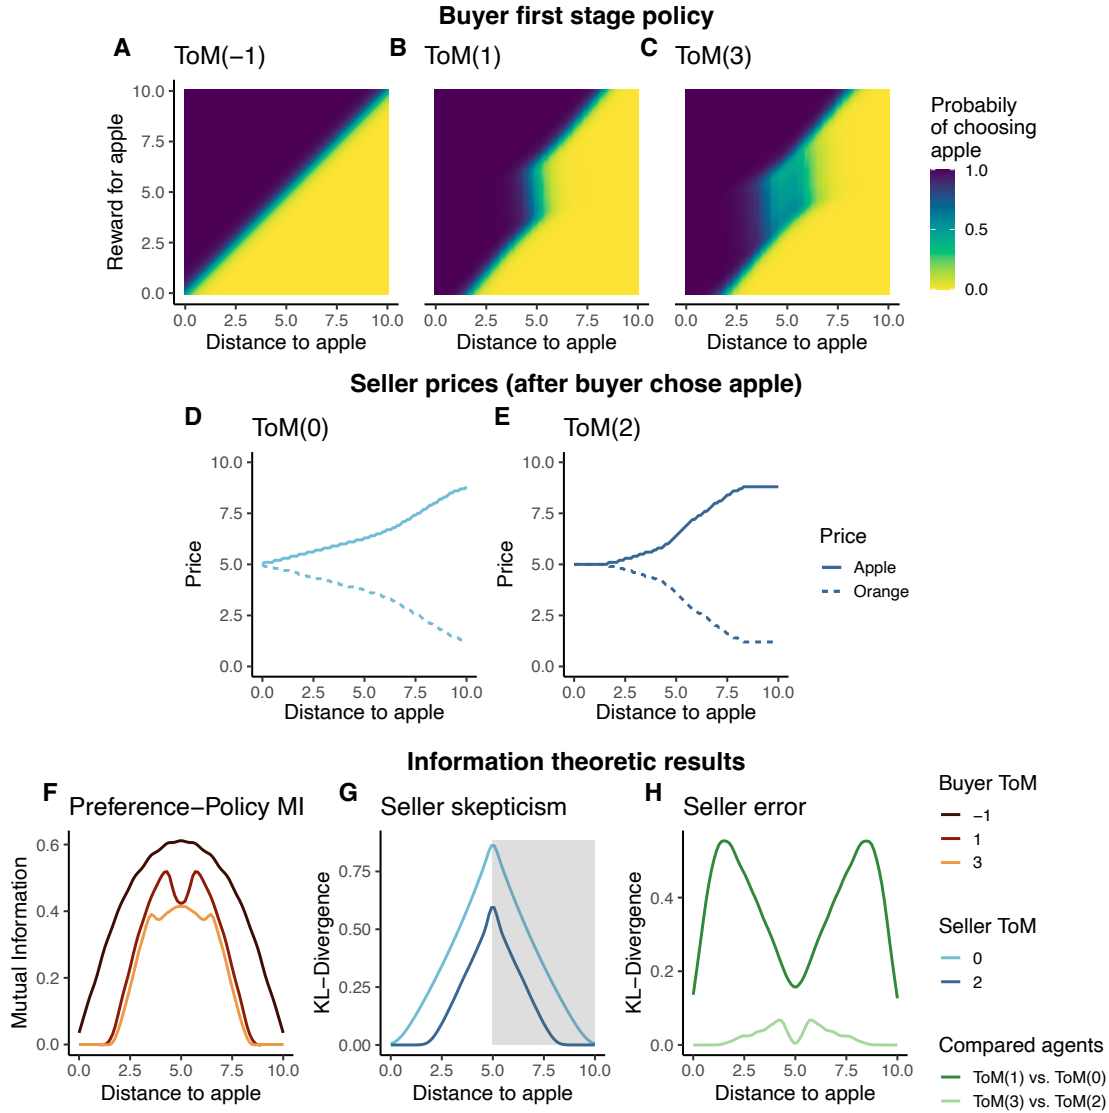 Buyer first stage policy
A
ToM(−1)
B
ToM(1)
C
ToM(3)
Reward for apple
10.0
7.5
5.0
2.5
0.0
0.0 2.5 5.0 7.5 10.0
Distance to apple
0.0 2.5 5.0 7.5 10.0
Distance to apple
0.0 2.5 5.0 7.5 10.0
Distance to apple
Probabily
of choosing
apple
1.0
0.5
0.0
Seller prices (after buyer chose apple)
D
ToM(0)
Price
10.0
7.5
5.0
2.5
0.0
0.0 2.5 5.0 7.5 10.0
Distance to apple
E
ToM(2)
Price
10.0
7.5
5.0
2.5
0.0
0.0 2.5 5.0 7.5 10.0
Distance to apple
Price
Apple
Orange
Information theoretic results
F
Preference−Policy MI
Mutual Information
0.6
0.4
0.2
0.0
0.0 2.5 5.0 7.5 10.0
Distance to apple
G
Seller skepticism
KL−Divergence
0.75
0.50
0.25
0.00
0.0 2.5 5.0 7.5 10.0
Distance to apple
H
Seller error
KL−Divergence
0.4
0.2
0.0
0.0 2.5 5.0 7.5 10.0
Distance to apple
Buyer ToM
−1
1
3
Seller ToM
0
2
Compared agents
ToM(1) vs. ToM(0)
ToM(3) vs. ToM(2)